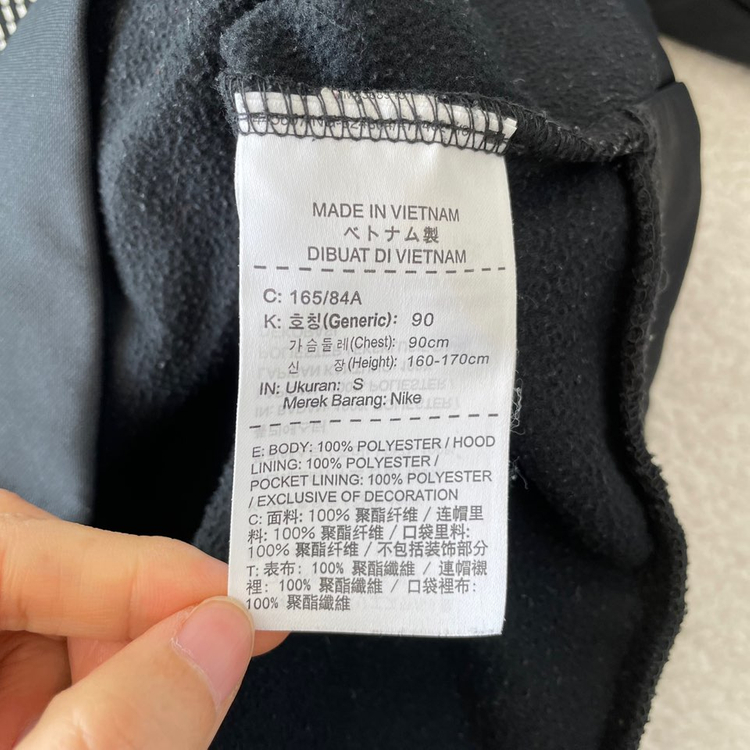 MADE IN VIETNAM
ベトナム製
DIBUAT DI VIETNAM
C: 165/84A
K: 호칭(Generic): 90
가슴둘레(Chest): 90cm
신 장(Height): 160-170cm
IN: Ukuran: S
Merek Barang: Nike
E: BODY: 100% POLYESTER / HOOD
LINING: 100% POLYESTER /
POCKET LINING: 100% POLYESTER
/ EXCLUSIVE OF DECORATION
C: 面料: 100% 聚酯纤维 / 连帽里
料: 100% 聚酯纤维 / 口袋里料:
100% 聚酯纤维 / 不包括装饰部分
T; 表布: 100% 聚酯纖維 / 連帽襯
裡: 100% 聚酯纖維 / 口袋裡布:
100% 聚酯纖維